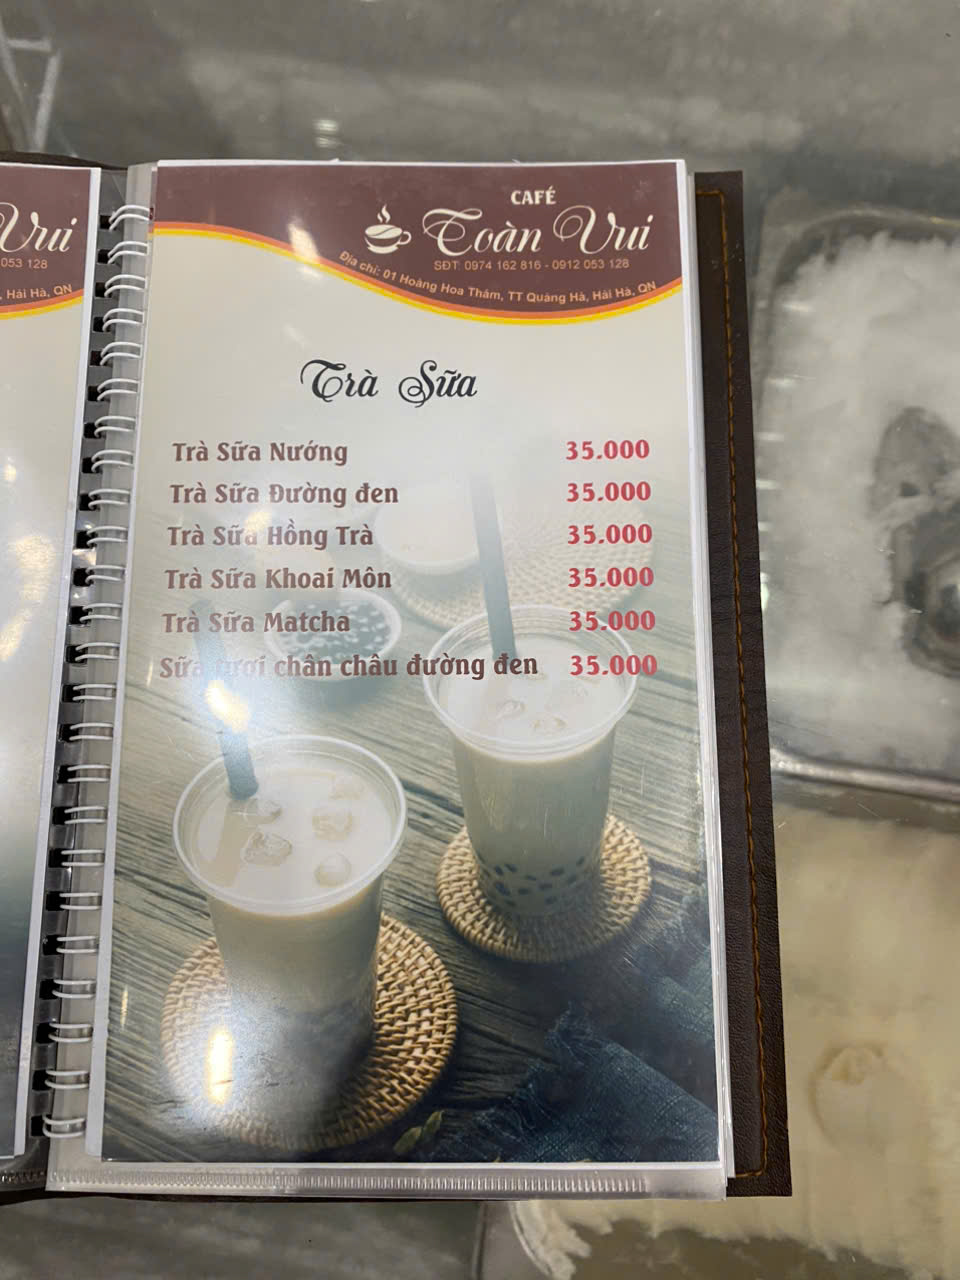 Vui
053 128
, Hải Hà, QN
CAFÉ
Toàn Vui
SĐT: 0974 162 816 - 0912 053 128
Địa chỉ: 01 Hoàng Hoa Thám, TT Quảng Hà, Hải Hà, QN
Trà Sữa
Trà Sữa Nướng 35.000
Trà Sữa Đường đen 35.000
Trà Sữa Hồng Trà 35.000
Trà Sữa Khoai Môn 35.000
Trà Sữa Matcha 35.000
Sữa tươi chân châu đường đen 35.000